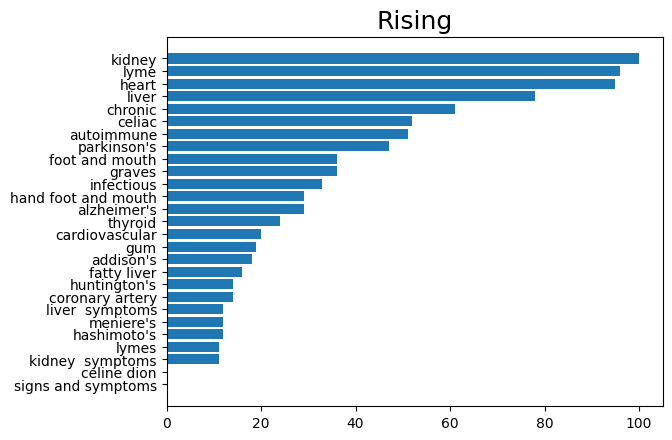 Rising
kidney
lyme
heart
liver
chronic
celiac
autoimmune
parkinson's
foot and mouth
graves
infectious
hand foot and mouth
alzheimer's
thyroid
cardiovascular
gum
addison's
fatty liver
huntington's
coronary artery
liver  symptoms
meniere's
hashimoto's
lymes
kidney  symptoms
celine dion
signs and symptoms
0 20 40 60 80 100